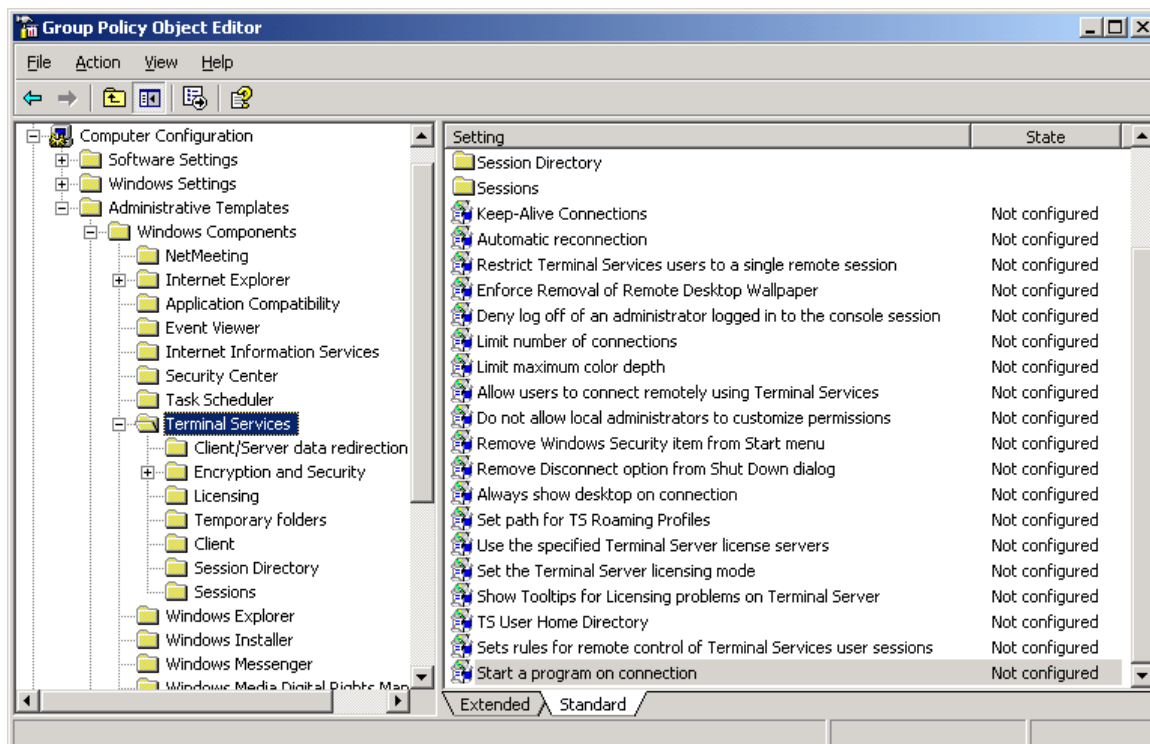 Group Policy Object Editor
File Action View Help
Computer Configuration
Software Settings
Windows Settings
Administrative Templates
Windows Components
NetMeeting
Internet Explorer
Application Compatibility
Event Viewer
Internet Information Services
Security Center
Task Scheduler
Terminal Services
Client/Server data redirection
Encryption and Security
Licensing
Temporary folders
Client
Session Directory
Sessions
Windows Explorer
Windows Installer
Windows Messenger
Windows Media Digital Rights Man
Setting State
Session Directory
Sessions
Keep-Alive Connections Not configured
Automatic reconnection Not configured
Restrict Terminal Services users to a single remote session Not configured
Enforce Removal of Remote Desktop Wallpaper Not configured
Deny log off of an administrator logged in to the console session Not configured
Limit number of connections Not configured
Limit maximum color depth Not configured
Allow users to connect remotely using Terminal Services Not configured
Do not allow local administrators to customize permissions Not configured
Remove Windows Security item from Start menu Not configured
Remove Disconnect option from Shut Down dialog Not configured
Always show desktop on connection Not configured
Set path for TS Roaming Profiles Not configured
Use the specified Terminal Server license servers Not configured
Set the Terminal Server licensing mode Not configured
Show Tooltips for Licensing problems on Terminal Server Not configured
TS User Home Directory Not configured
Sets rules for remote control of Terminal Services user sessions Not configured
Start a program on connection Not configured
Extended Standard